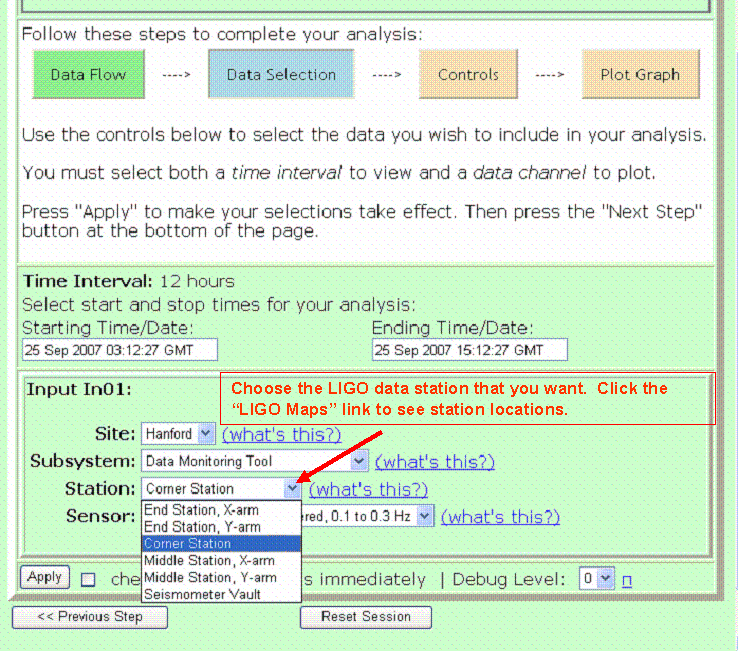 Follow these steps to complete your analysis:
Data Flow ----> Data Selection ----> Controls ----> Plot Graph
Use the controls below to select the data you wish to include in your analysis.
You must select both a time interval to view and a data channel to plot.
Press "Apply" to make your selections take effect. Then press the "Next Step"
button at the bottom of the page.
Time Interval: 12 hours
Select start and stop times for your analysis:
Starting Time/Date: Ending Time/Date:
25 Sep 2007 03:12:27 GMT 25 Sep 2007 15:12:27 GMT
Input In01:
Choose the LIGO data station that you want. Click the
“LIGO Maps” link to see station locations.
Site: Hanford (what's this?)
Subsystem: Data Monitoring Tool (what's this?)
Station: Corner Station (what's this?)
Sensor: ered, 0.1 to 0.3 Hz (what's this?)
End Station, X-arm
End Station, Y-arm
Corner Station
Middle Station, X-arm
Middle Station, Y-arm
Seismometer Vault
Apply che s immediately | Debug Level: 0 π
<< Previous Step Reset Session